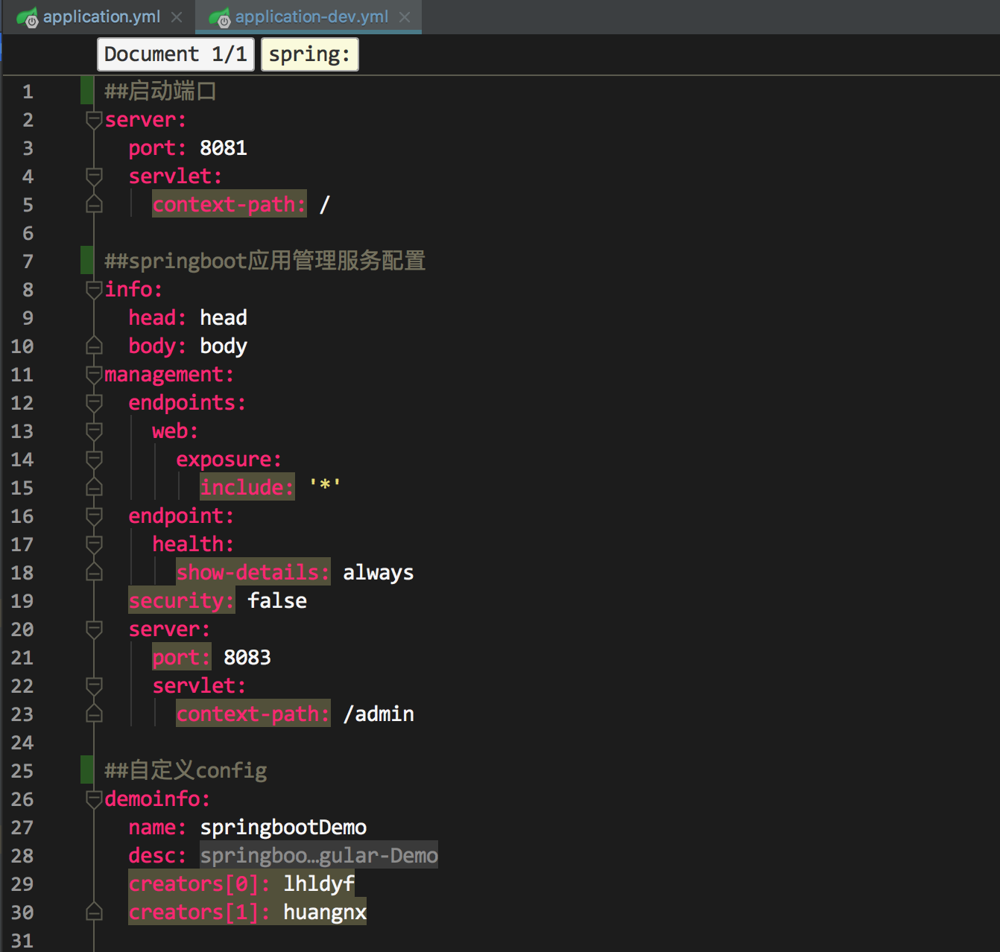 application.yml application-dev.yml
Document 1/1 spring:
1 ##启动端口
2 server:
3   port: 8081
4   servlet:
5     context-path: /
6
7 ##springboot应用管理服务配置
8 info:
9   head: head
10   body: body
11 management:
12   endpoints:
13     web:
14       exposure:
15         include: '*'
16   endpoint:
17     health:
18       show-details: always
19   security: false
20   server:
21     port: 8083
22     servlet:
23       context-path: /admin
24
25 ##自定义config
26 demoinfo:
27   name: springbootDemo
28   desc: springboo…gular-Demo
29   creators[0]: lhldyf
30   creators[1]: huangnx
31